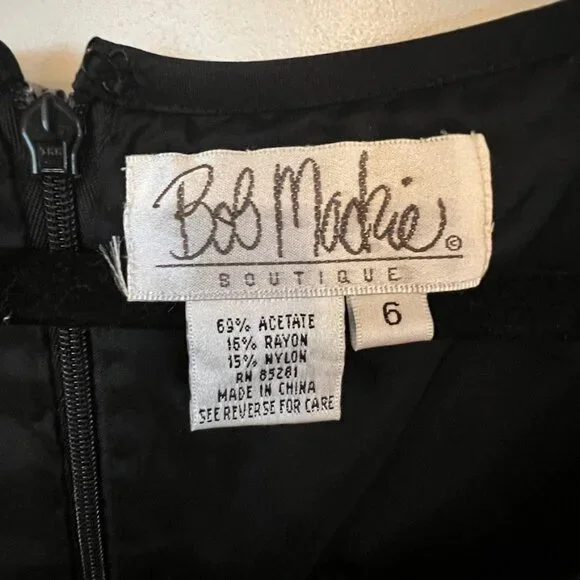 YKK
Bob Mackie ©
BOUTIQUE
6
69% ACETATE
16% RAYON
15% NYLON
RN 85281
MADE IN CHINA
SEE REVERSE FOR CARE